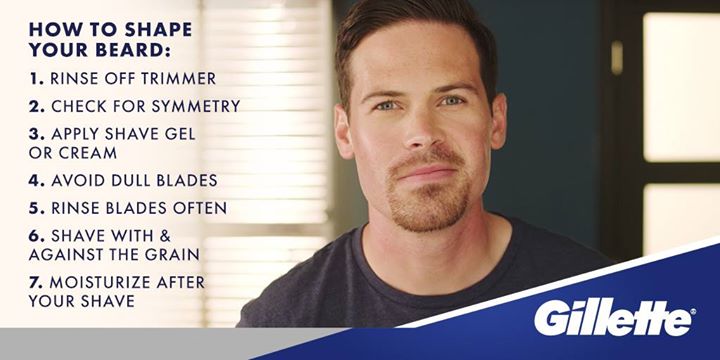 HOW TO SHAPE
YOUR BEARD:
1. RINSE OFF TRIMMER
2. CHECK FOR SYMMETRY
3. APPLY SHAVE GEL
OR CREAM
4. AVOID DULL BLADES
5. RINSE BLADES OFTEN
6. SHAVE WITH &
AGAINST THE GRAIN
7. MOISTURIZE AFTER
YOUR SHAVE
Gillette®